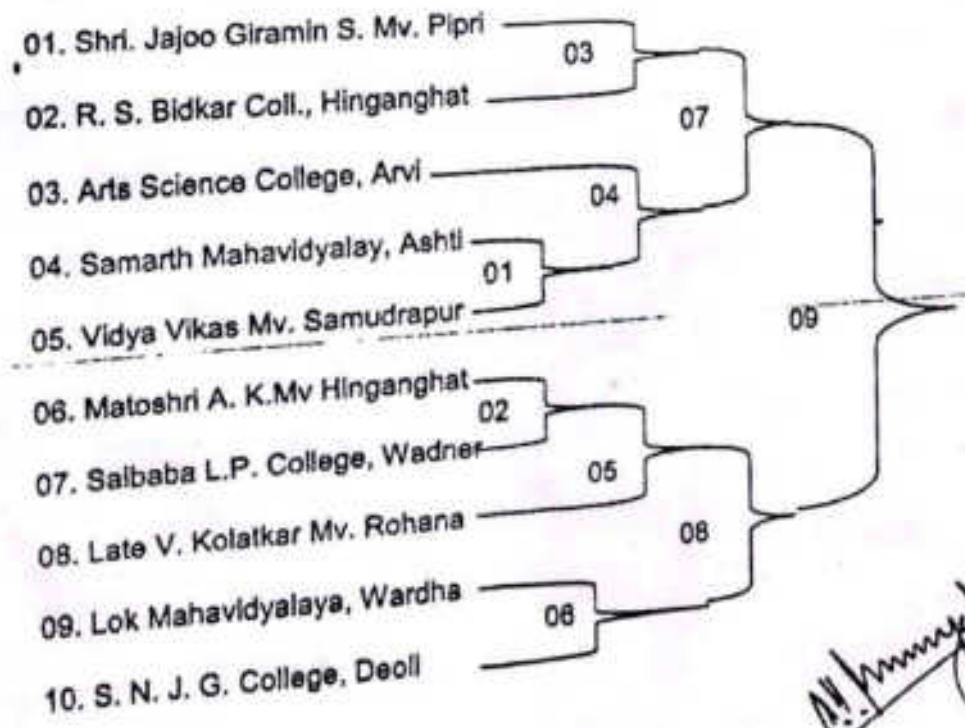 01. Shri. Jajoo Giramin S. Mv. Pipri
03
02. R. S. Bidkar Coll., Hinganghat
07
03. Arts Science College, Arvi
04
04. Samarth Mahavidyalay, Ashti
01
05. Vidya Vikas Mv. Samudrapur
09
06. Matoshri A. K.Mv Hinganghat
02
07. Saibaba L.P. College, Wadner
05
08. Late V. Kolatkar Mv. Rohana
08
09. Lok Mahavidyalaya, Wardha
06
10. S. N. J. G. College, Deoli